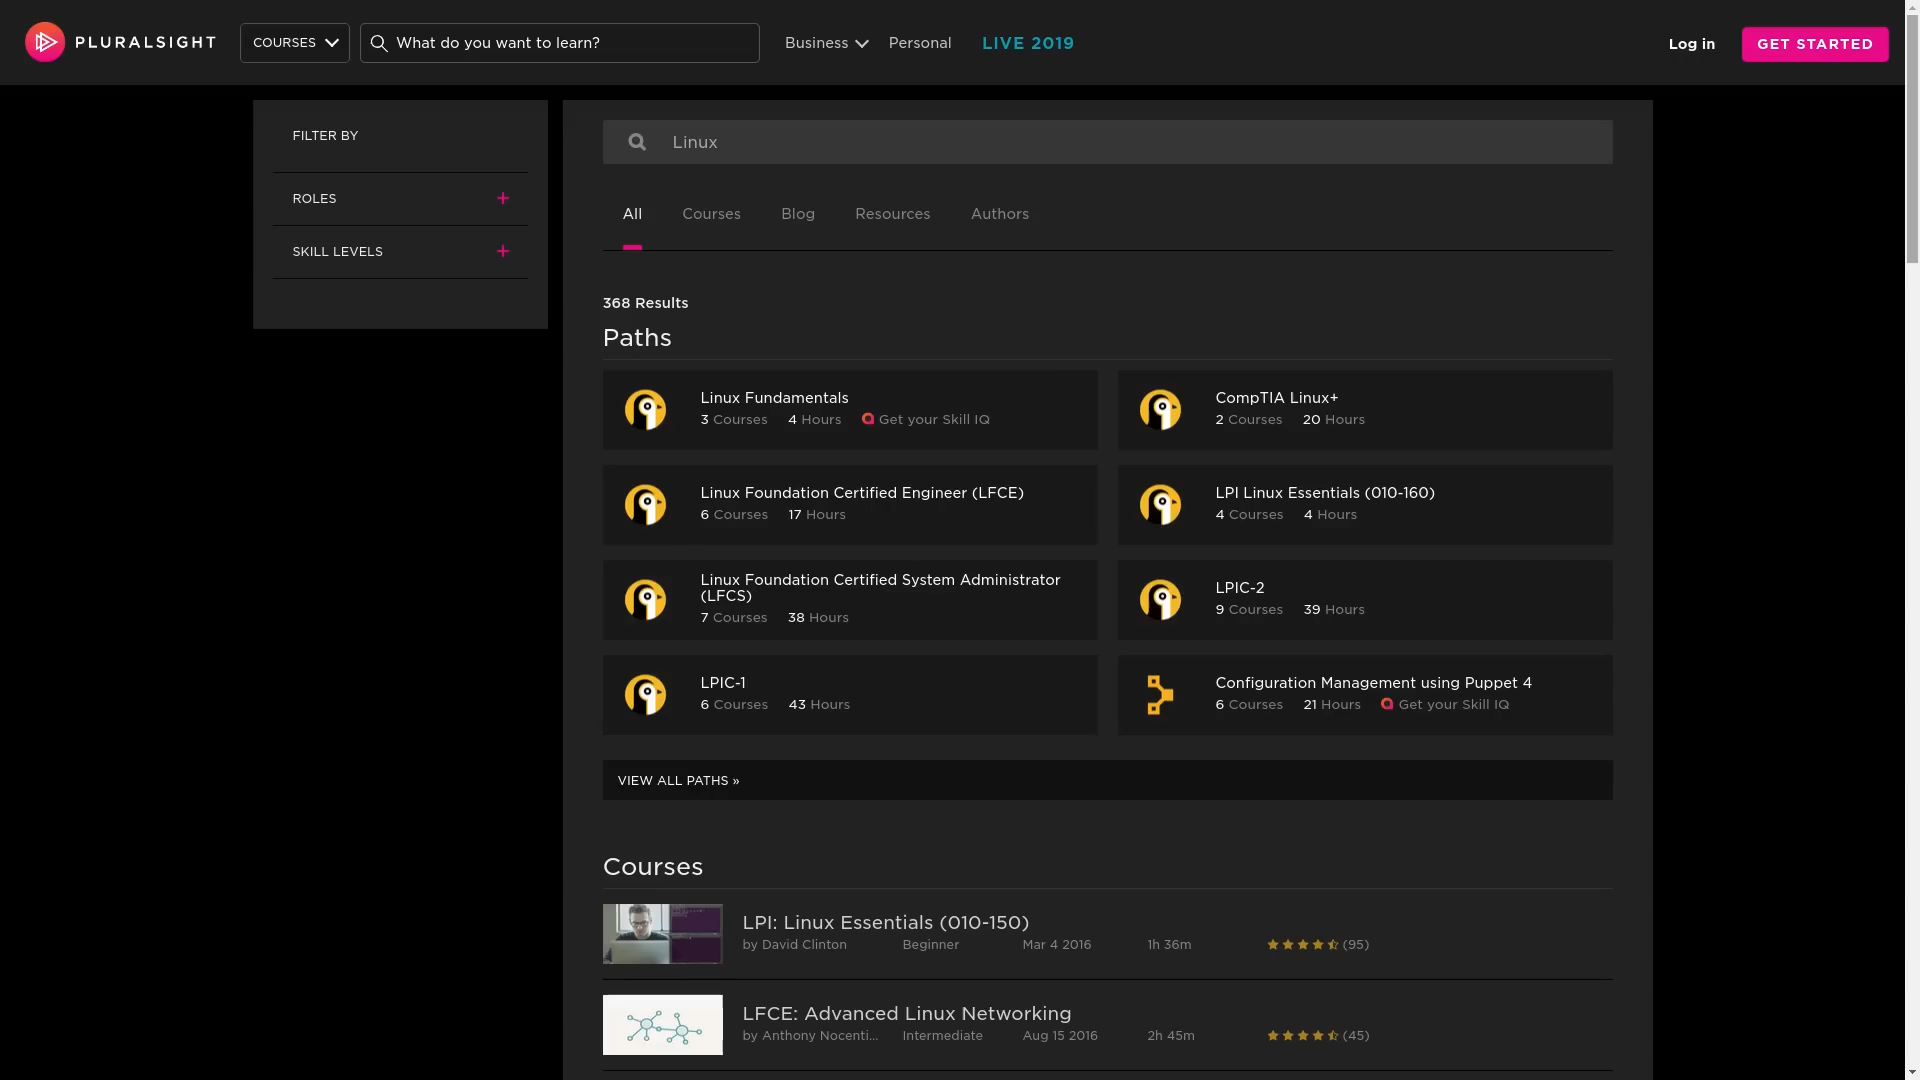 PLURALSIGHT
COURSES
What do you want to learn?
Business
Personal
LIVE 2019
Log in
GET STARTED
FILTER BY
ROLES
SKILL LEVELS
Linux
All
Courses
Blog
Resources
Authors
368 Results
Paths
Linux Fundamentals
3 Courses 4 Hours Get your Skill IQ
CompTIA Linux+
2 Courses 20 Hours
Linux Foundation Certified Engineer (LFCE)
6 Courses 17 Hours
LPI Linux Essentials (010-160)
4 Courses 4 Hours
Linux Foundation Certified System Administrator
(LFCS)
7 Courses 38 Hours
LPIC-2
9 Courses 39 Hours
LPIC-1
6 Courses 43 Hours
Configuration Management using Puppet 4
6 Courses 21 Hours Get your Skill IQ
VIEW ALL PATHS »
Courses
LPI: Linux Essentials (010-150)
by David Clinton Beginner Mar 4 2016 1h 36m (95)
LFCE: Advanced Linux Networking
by Anthony Nocenti... Intermediate Aug 15 2016 2h 45m (45)